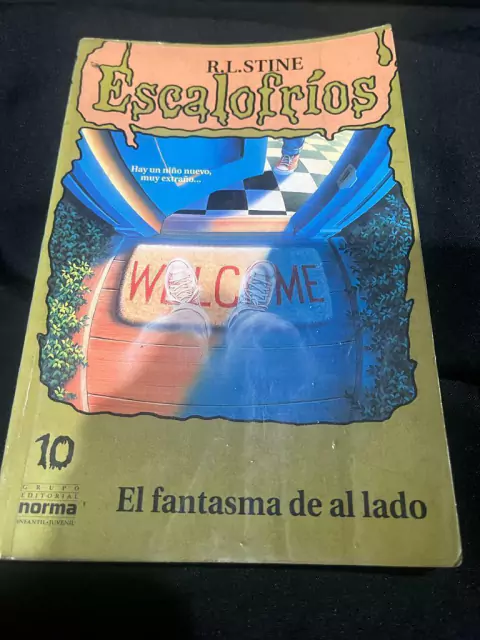 R.L.STINE
Escalofríos
Hay un niño nuevo,
muy extraño...
WELCOME
10
GRUPO
EDITORIAL
norma
INFANTIL-JUVENIL
El fantasma de al lado